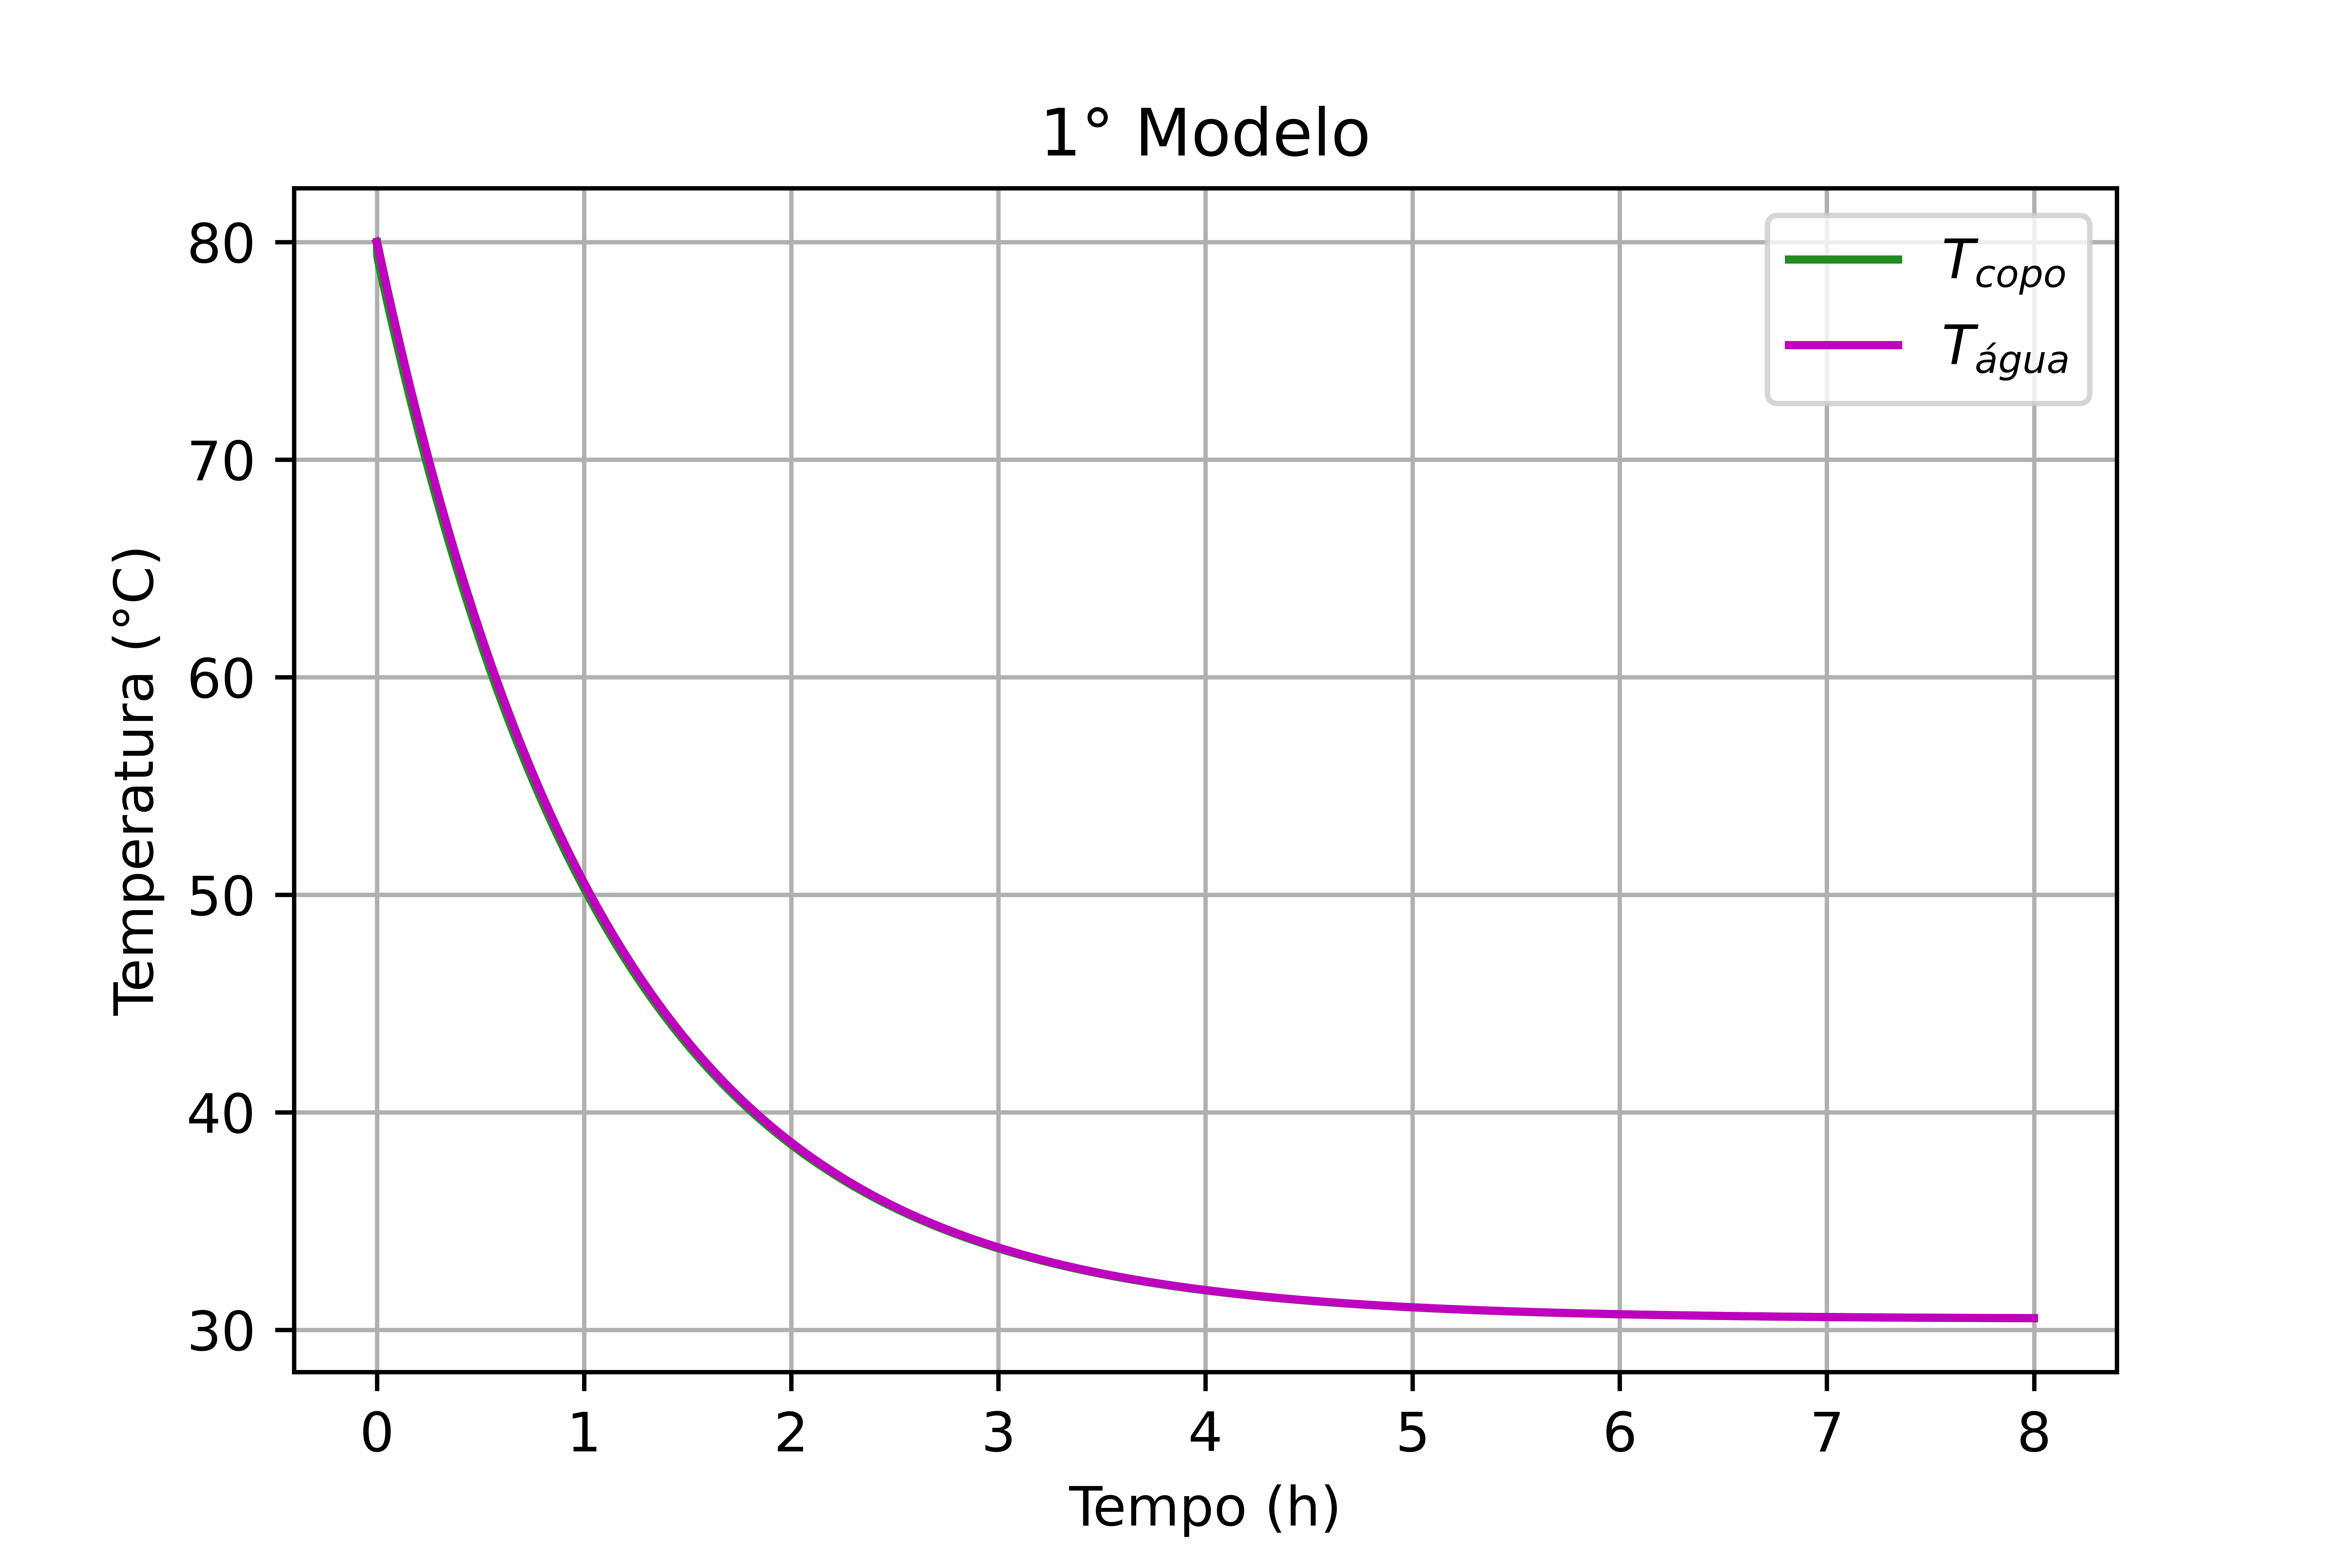 1° Modelo
T_copo
T_água
Temperatura (°C)
80
70
60
50
40
30
0 1 2 3 4 5 6 7 8
Tempo (h)